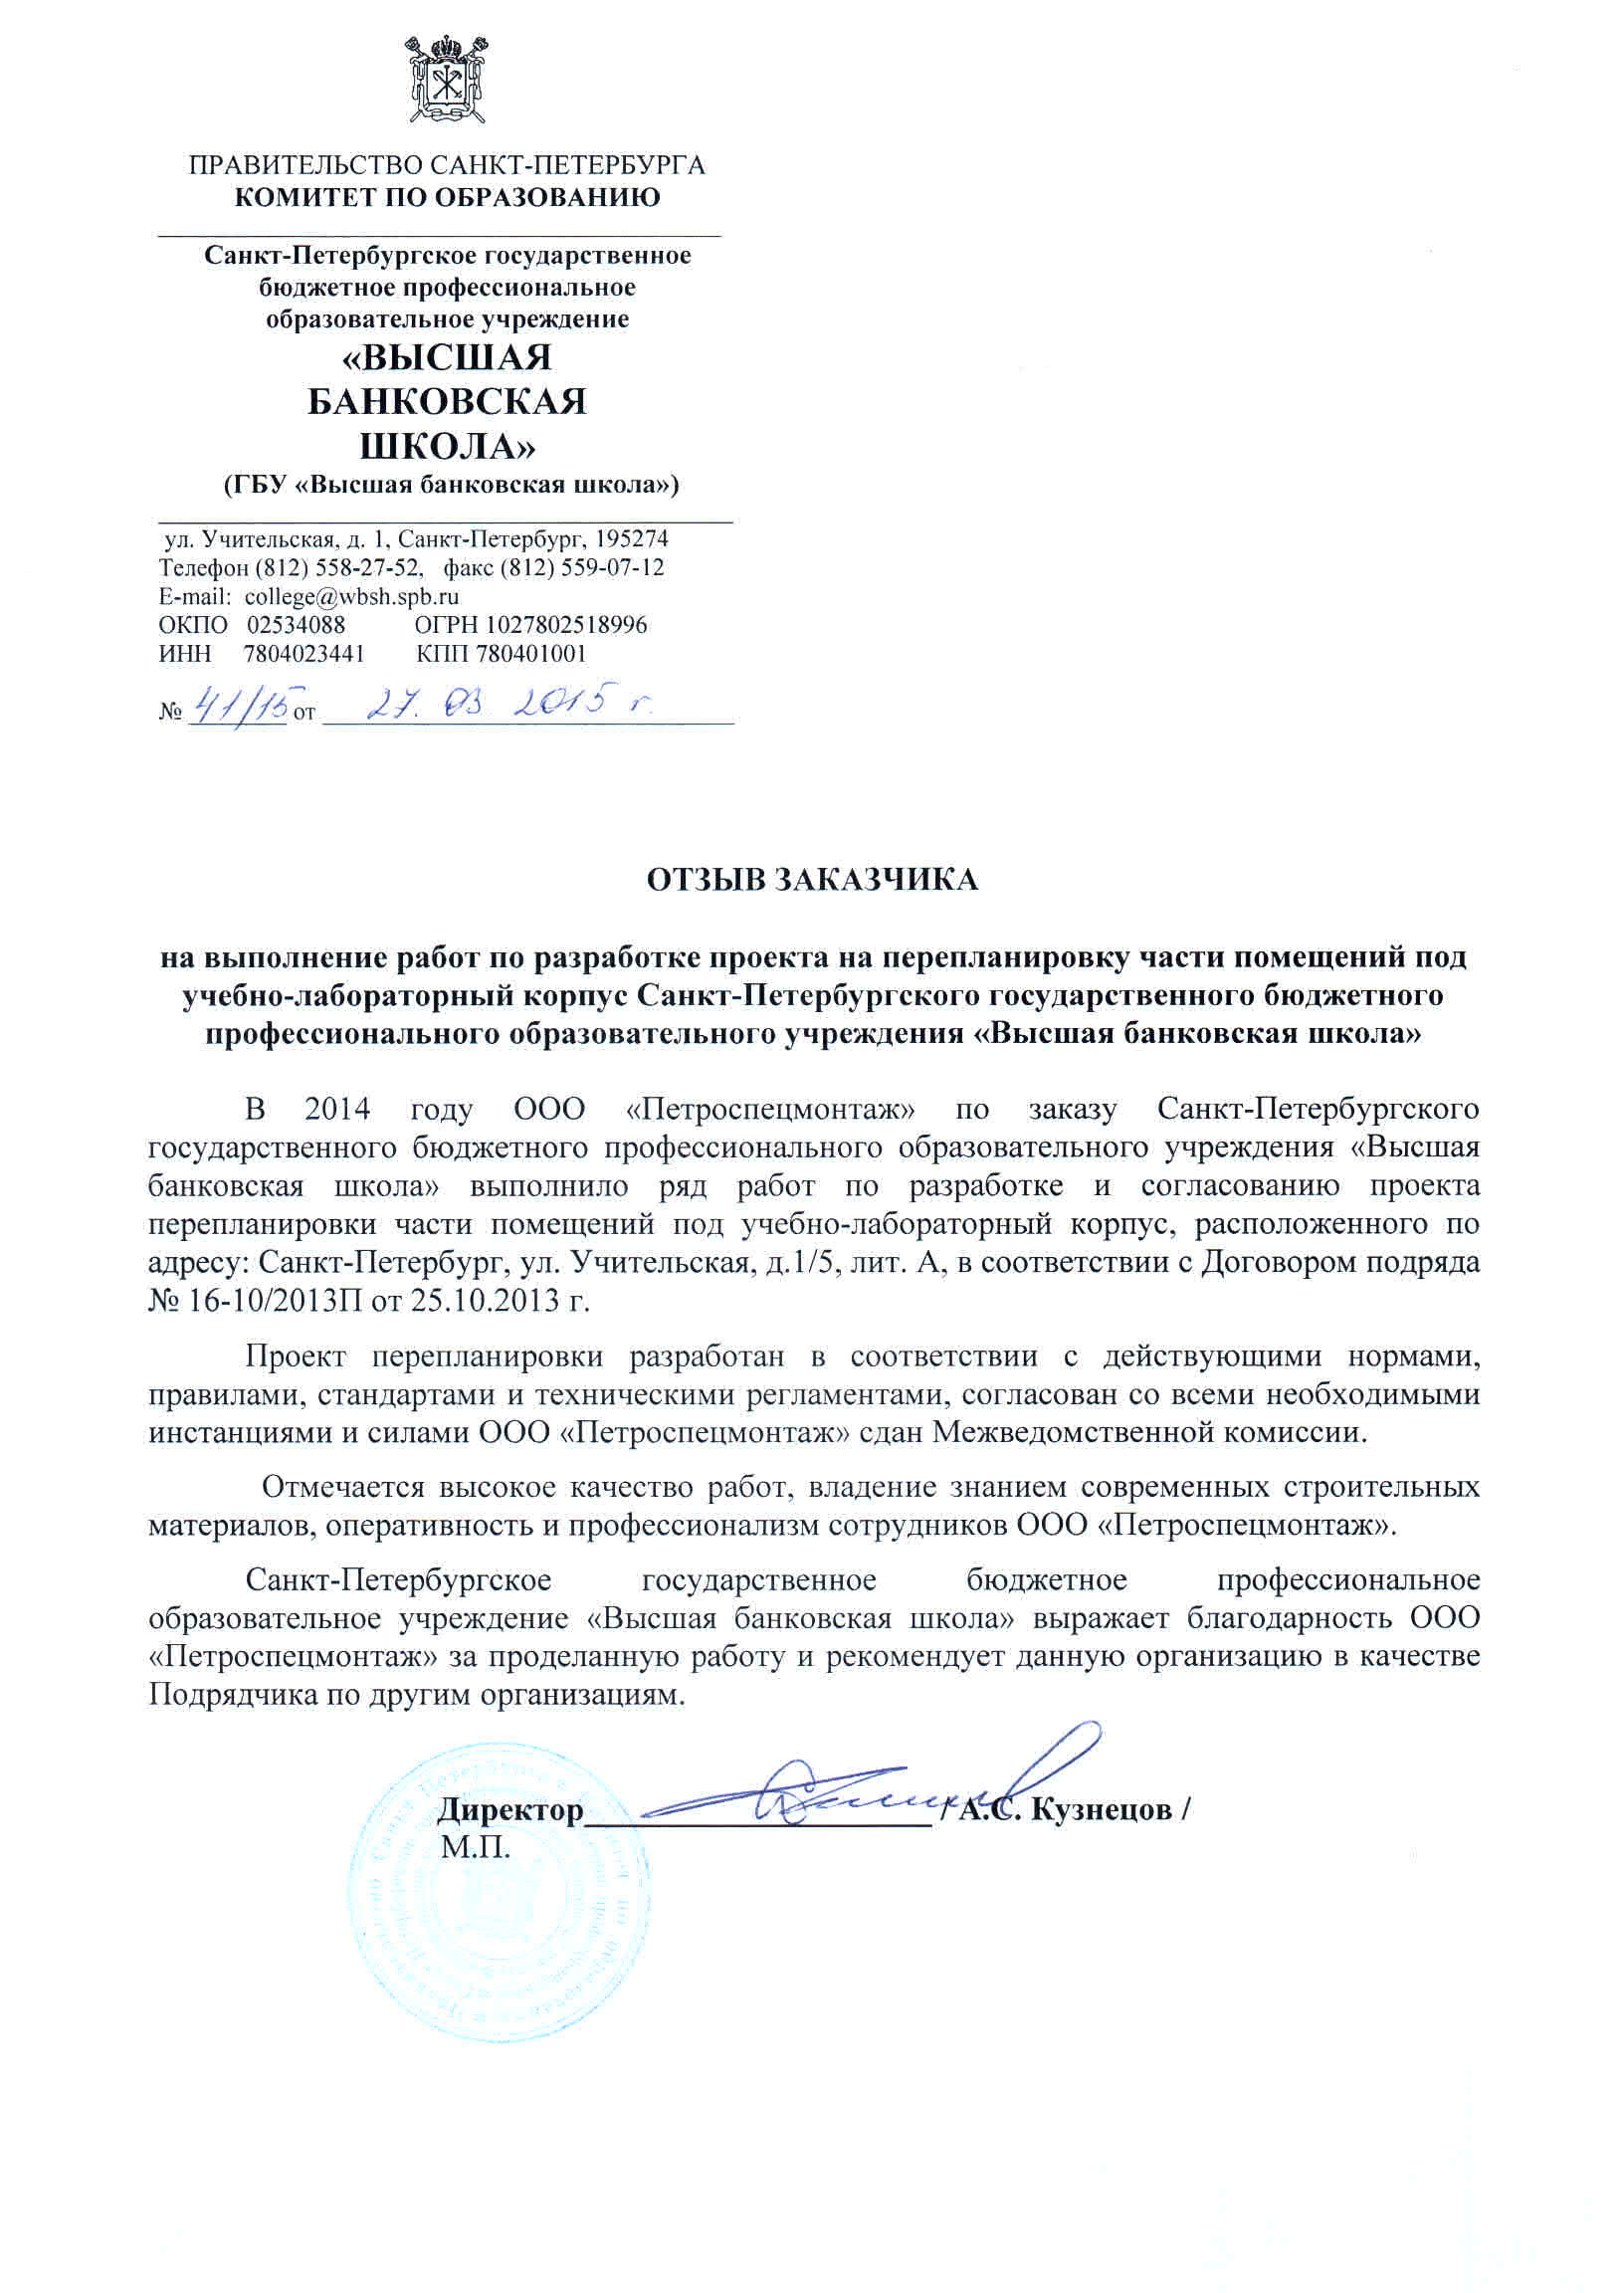 ПРАВИТЕЛЬСТВО САНКТ-ПЕТЕРБУРГА
КОМИТЕТ ПО ОБРАЗОВАНИЮ
Санкт-Петербургское государственное
бюджетное профессиональное
образовательное учреждение
«ВЫСШАЯ
БАНКОВСКАЯ
ШКОЛА»
(ГБУ «Высшая банковская школа»)
ул. Учительская, д. 1, Санкт-Петербург, 195274
Телефон (812) 558-27-52, факс (812) 559-07-12
E-mail: college@wbsh.spb.ru
ОКПО 02534088 ОГРН 1027802518996
ИНН 7804023441 КПП 780401001
№ 41/15 от 27. 03 2015 г.
ОТЗЫВ ЗАКАЗЧИКА
на выполнение работ по разработке проекта на перепланировку части помещений под
учебно-лабораторный корпус Санкт-Петербургского государственного бюджетного
профессионального образовательного учреждения «Высшая банковская школа»
В 2014 году ООО «Петроспецмонтаж» по заказу Санкт-Петербургского
государственного бюджетного профессионального образовательного учреждения «Высшая
банковская школа» выполнило ряд работ по разработке и согласованию проекта
перепланировки части помещений под учебно-лабораторный корпус, расположенного по
адресу: Санкт-Петербург, ул. Учительская, д.1/5, лит. А, в соответствии с Договором подряда
№ 16-10/2013П от 25.10.2013 г.
Проект перепланировки разработан в соответствии с действующими нормами,
правилами, стандартами и техническими регламентами, согласован со всеми необходимыми
инстанциями и силами ООО «Петроспецмонтаж» сдан Межведомственной комиссии.
Отмечается высокое качество работ, владение знанием современных строительных
материалов, оперативность и профессионализм сотрудников ООО «Петроспецмонтаж».
Санкт-Петербургское государственное бюджетное профессиональное
образовательное учреждение «Высшая банковская школа» выражает благодарность ООО
«Петроспецмонтаж» за проделанную работу и рекомендует данную организацию в качестве
Подрядчика по другим организациям.
Директор / А.С. Кузнецов /
М.П.